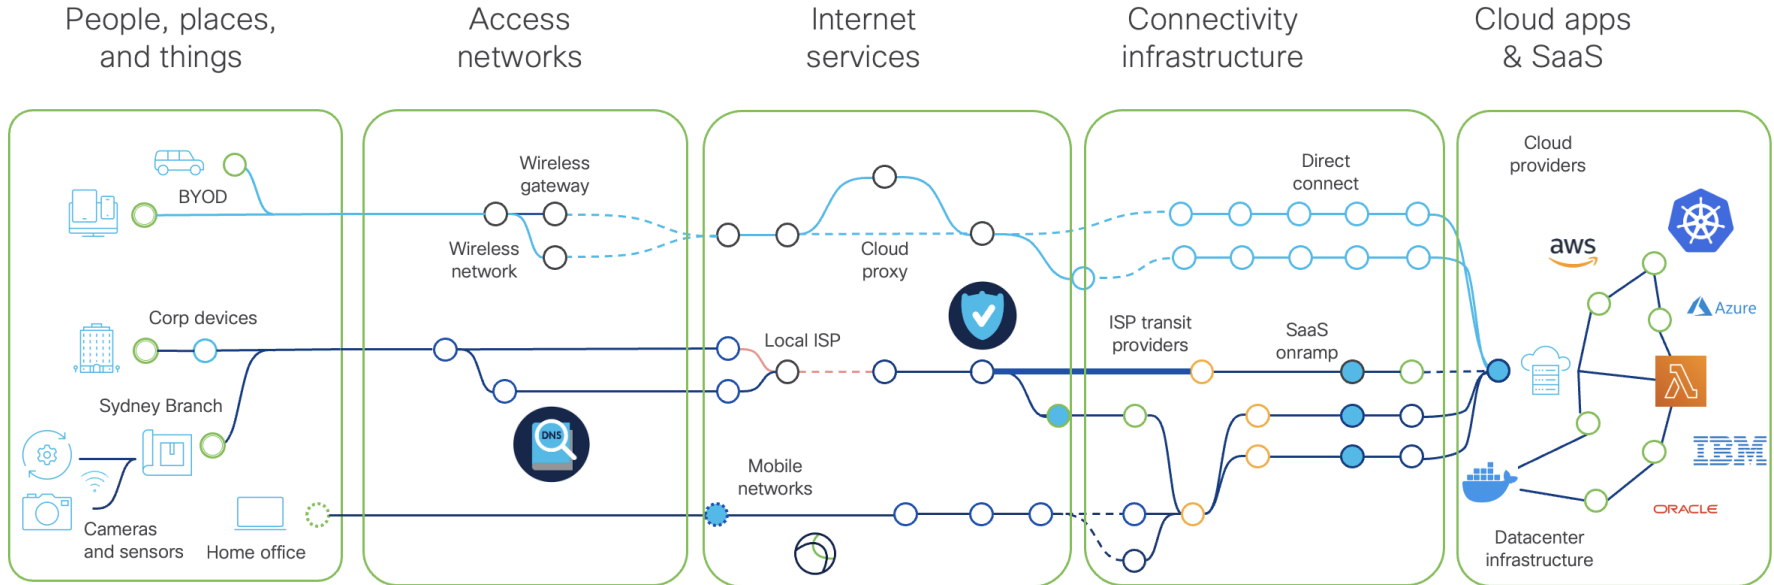 People, places,
and things
Access
networks
Internet
services
Connectivity
infrastructure
Cloud apps
& SaaS
BYOD
Corp devices
Sydney Branch
Cameras
and sensors
Home office
Wireless
gateway
Wireless
network
DNS
Cloud
proxy
Local ISP
Mobile
networks
Direct
connect
ISP transit
providers
SaaS
onramp
Cloud
providers
aws
Azure
IBM
ORACLE
Datacenter
infrastructure